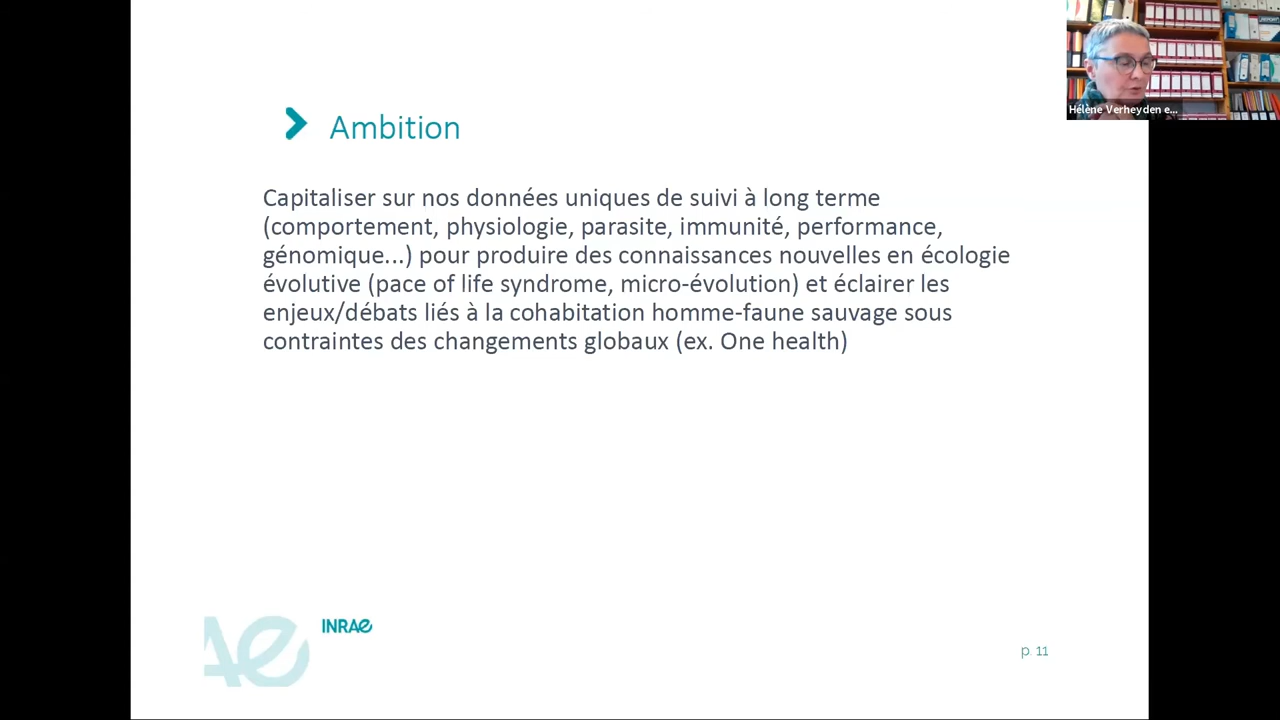 Hélène Verheyden e...
Ambition
Capitaliser sur nos données uniques de suivi à long terme
(comportement, physiologie, parasite, immunité, performance,
génomique...) pour produire des connaissances nouvelles en écologie
évolutive (pace of life syndrome, micro-évolution) et éclairer les
enjeux/débats liés à la cohabitation homme-faune sauvage sous
contraintes des changements globaux (ex. One health)
INRAE
p. 11